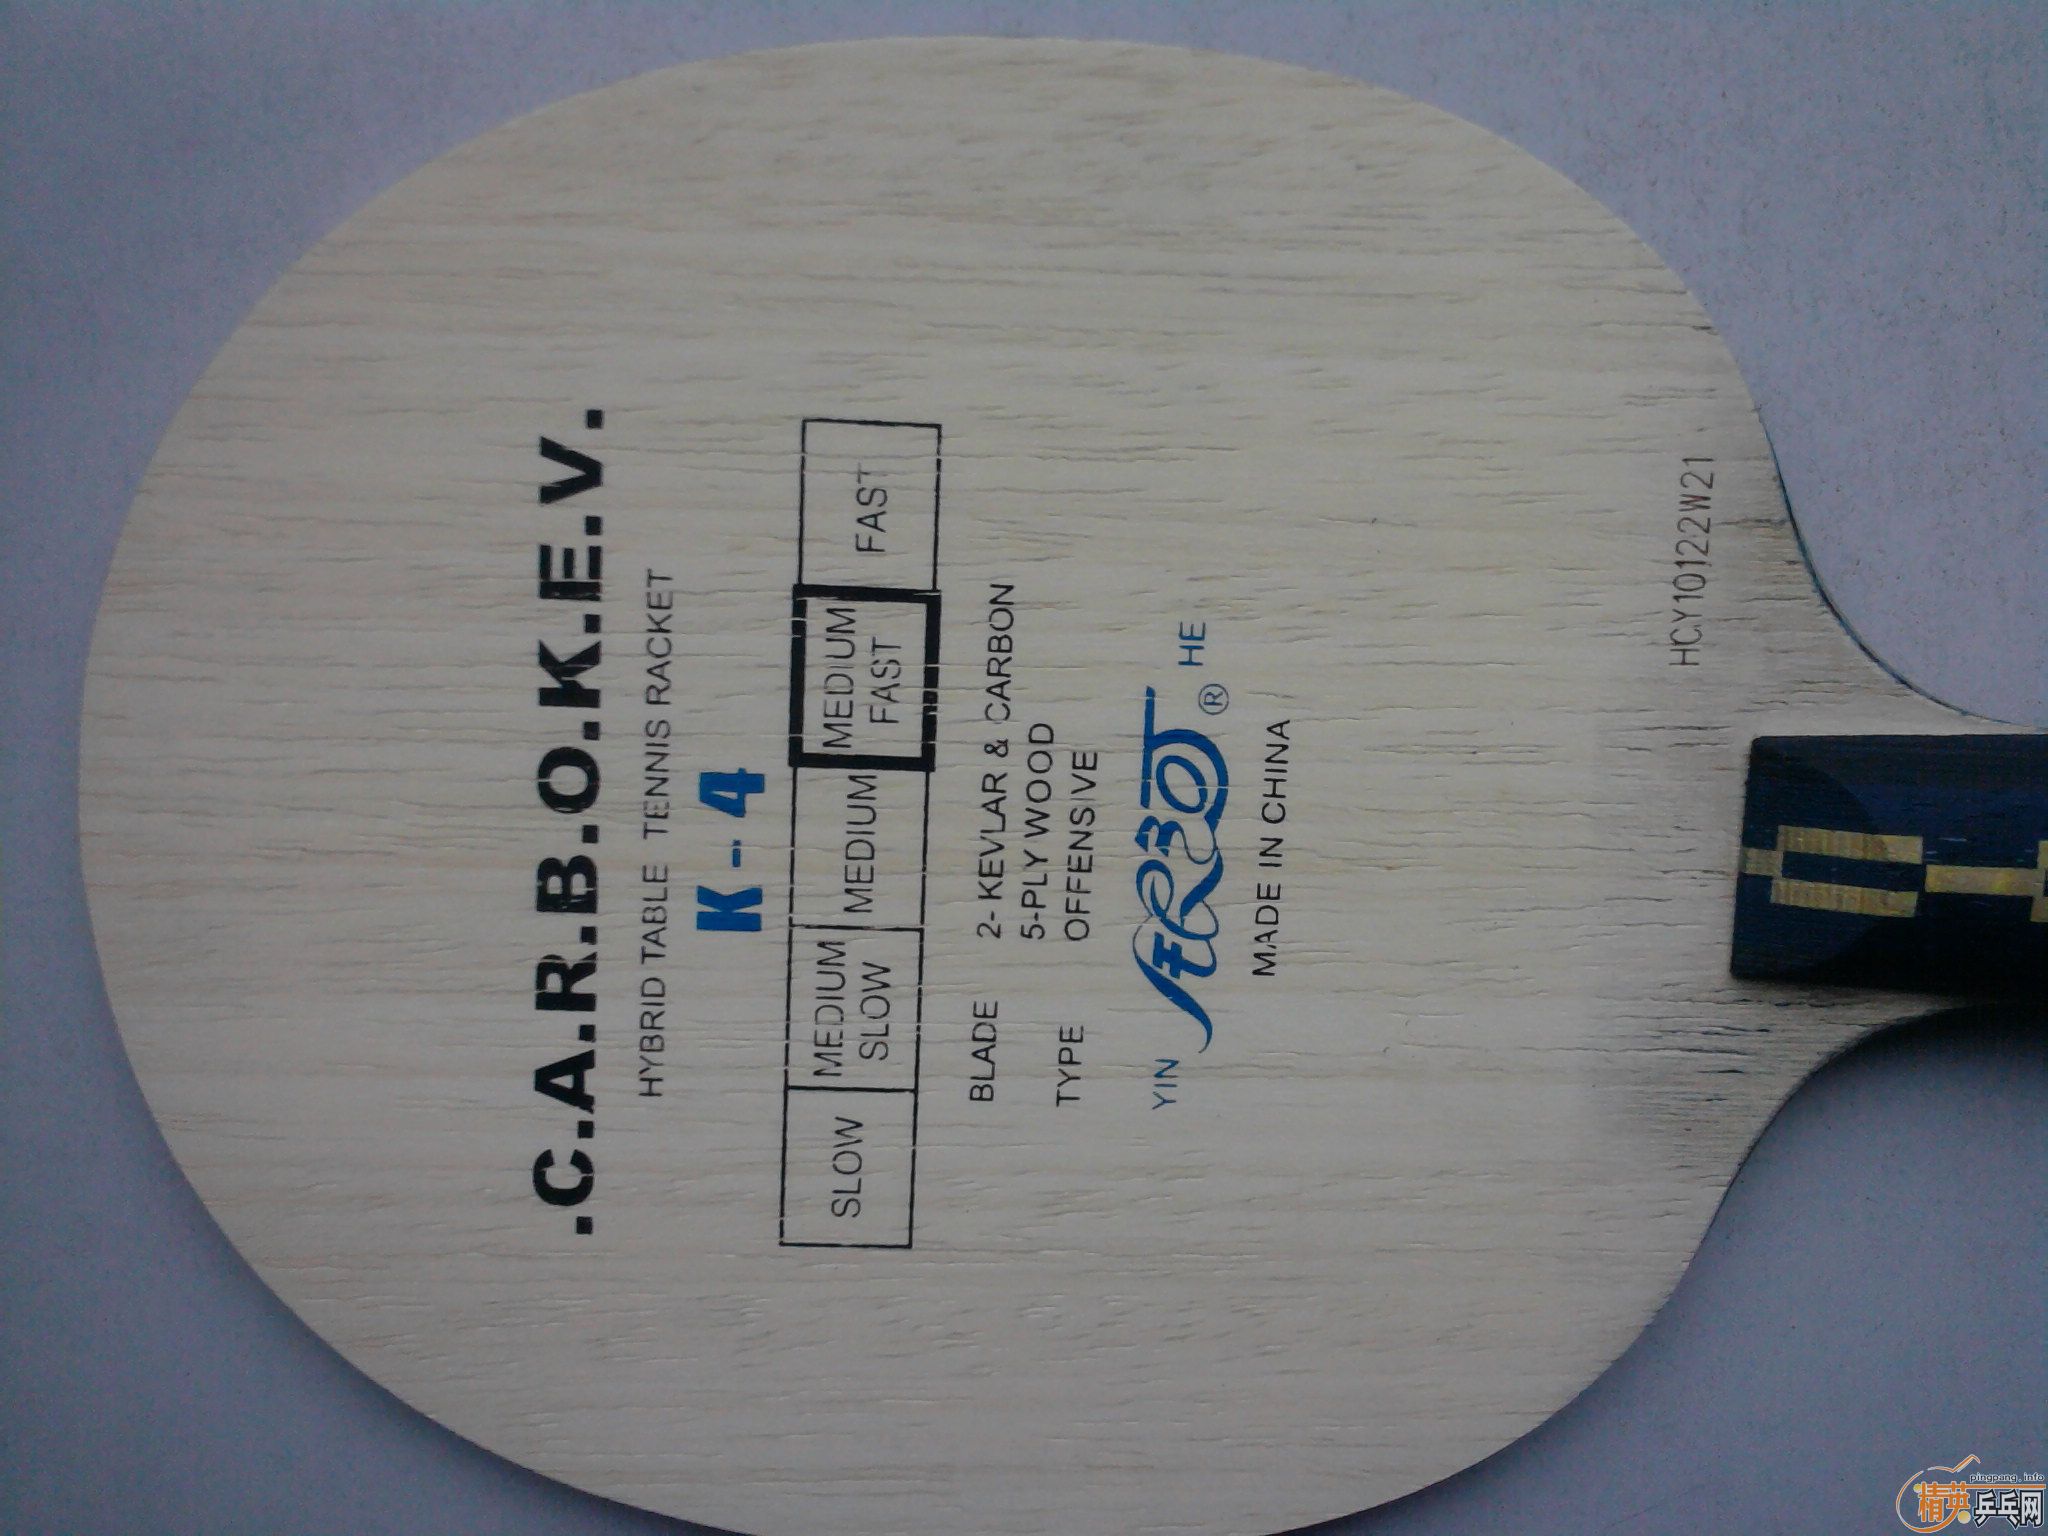 .C.A.R.B.O.K.E.V.
HYBRID TABLE TENNIS RACKET
K-4
SLOW
MEDIUM
SLOW
MEDIUM
MEDIUM
FAST
FAST
BLADE 2- KEVLAR & CARBON
5-PLY WOOD
TYPE OFFENSIVE
YIN ® HE
MADE IN CHINA
HCY10122W21
pingpang.info
精英乒乓网